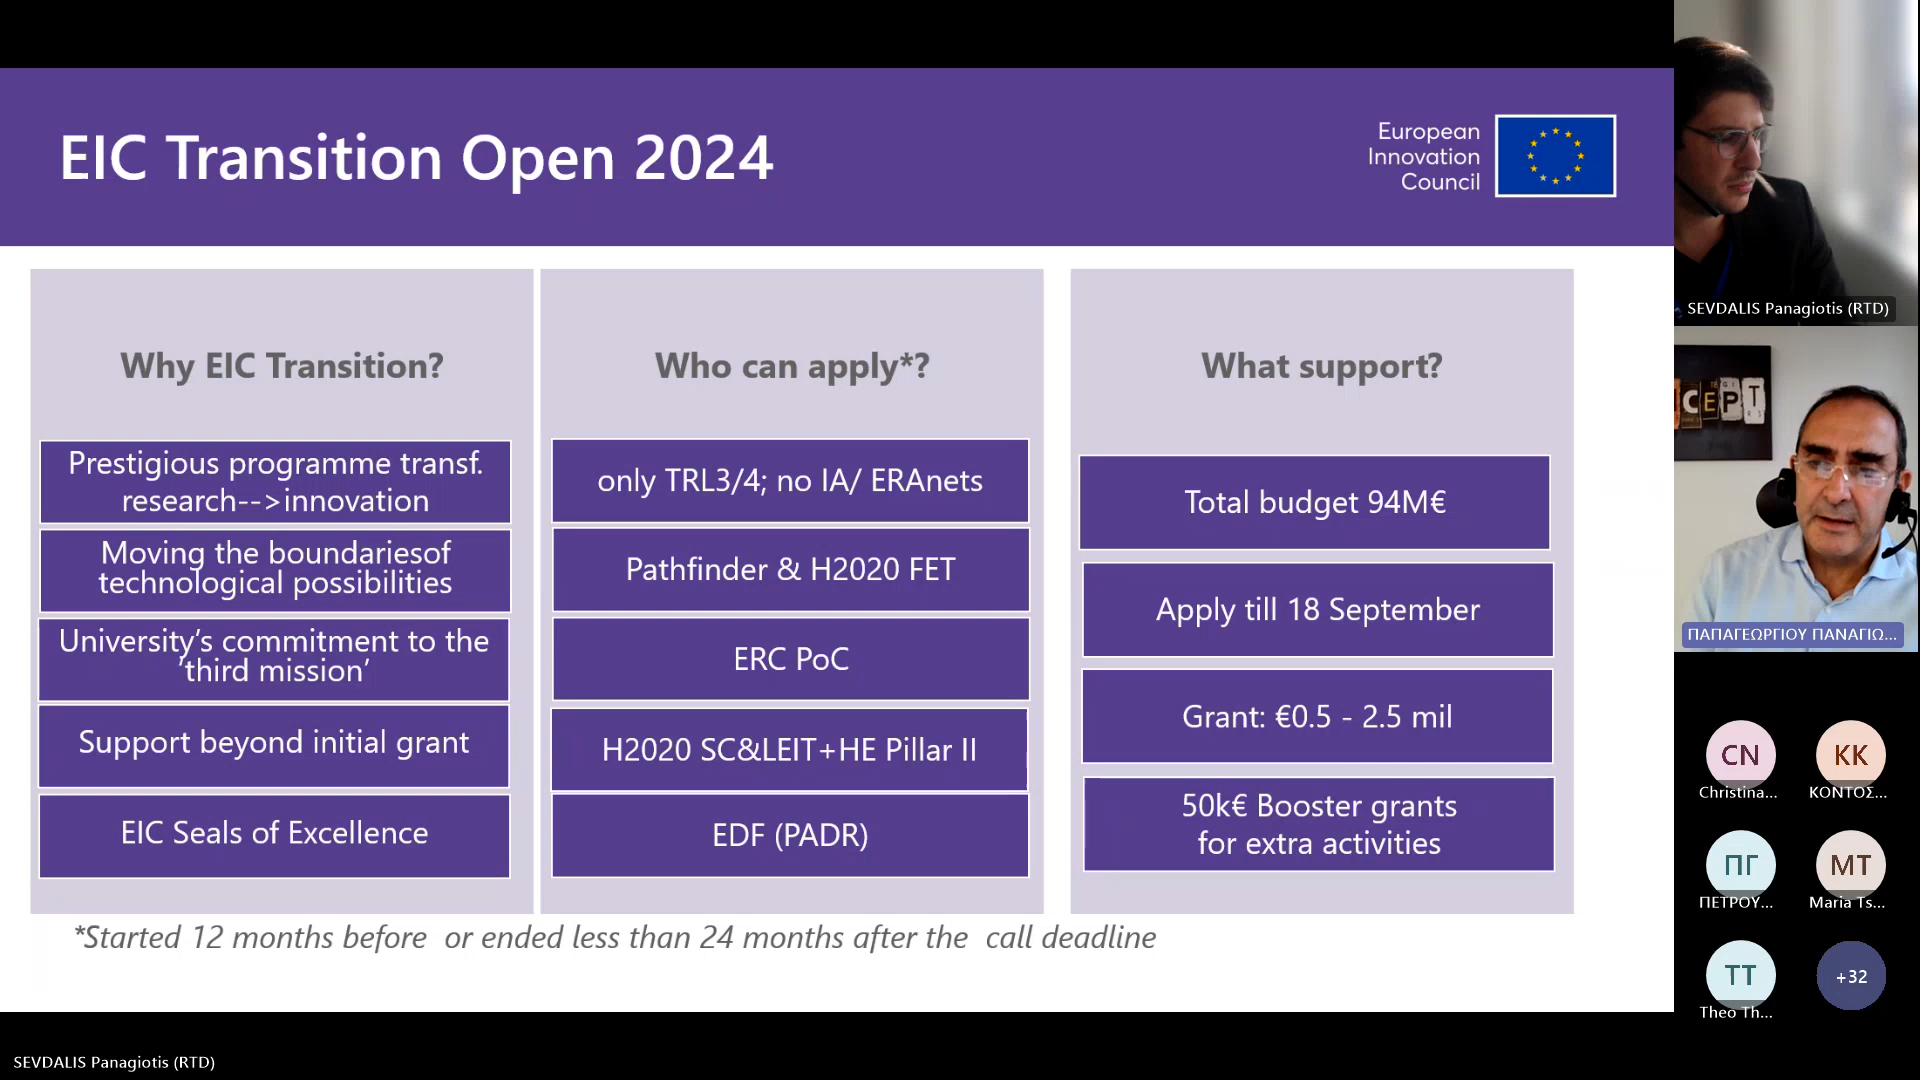 EIC Transition Open 2024
European
Innovation
Council
Why EIC Transition?
Prestigious programme transf.
research-->innovation
Moving the boundariesof
technological possibilities
University's commitment to the
'third mission'
Support beyond initial grant
EIC Seals of Excellence
Who can apply*?
only TRL3/4; no IA/ ERAnets
Pathfinder & H2020 FET
ERC PoC
H2020 SC&LEIT+HE Pillar II
EDF (PADR)
What support?
Total budget 94M€
Apply till 18 September
Grant: €0.5 - 2.5 mil
50k€ Booster grants
for extra activities
*Started 12 months before or ended less than 24 months after the call deadline
SEVDALIS Panagiotis (RTD)
SEVDALIS Panagiotis (RTD)
CEPT
ΠΑΠΑΓΕΩΡΓΙΟΥ ΠΑΝΑΓΙΩ...
CN
Christina...
KK
ΚΟΝΤΟΣ...
ΠΓ
ΠΕΤΡΟΥ...
MT
Maria Ts...
TT
Theo Th...
+32